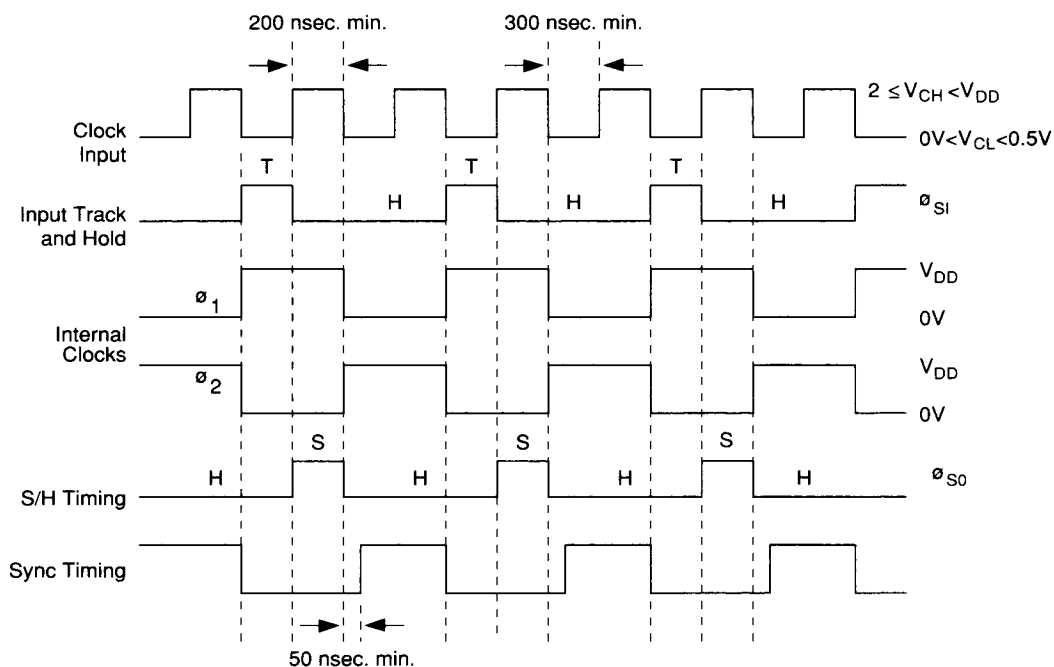 200 nsec. min. 300 nsec. min.
2 ≤ V_CH < V_DD
Clock
Input
0V<V_CL<0.5V
T T T
Input Track
and Hold
H H H
ø_SI
ø_1
V_DD
0V
Internal
Clocks
ø_2
V_DD
0V
S S S
S/H Timing
H H H H
ø_S0
Sync Timing
50 nsec. min.